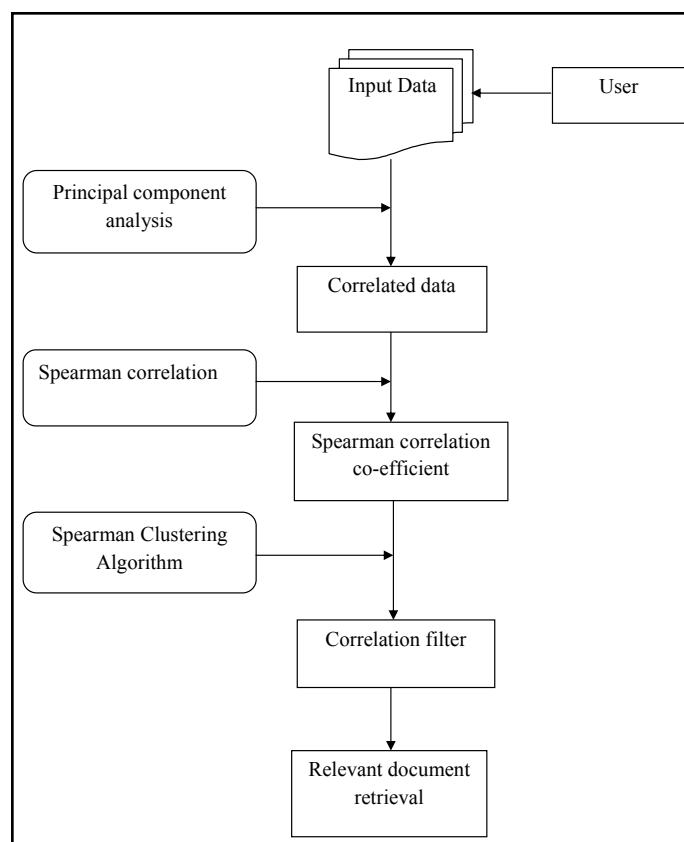 Input Data
User
Principal component
analysis
Correlated data
Spearman correlation
Spearman correlation
co-efficient
Spearman Clustering
Algorithm
Correlation filter
Relevant document
retrieval